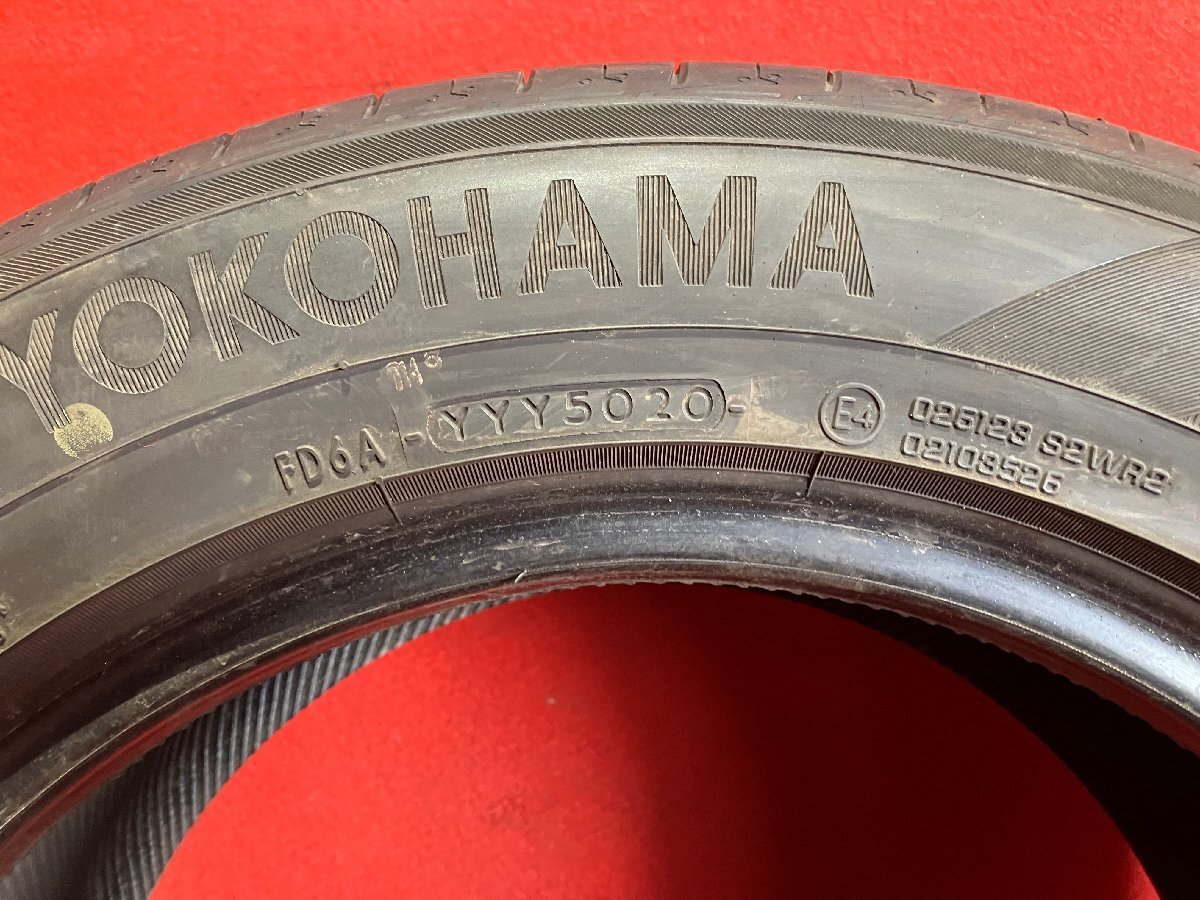 YOKOHAMA
FD6A -YYY5020-
E4
026123 S2WR2
02103526